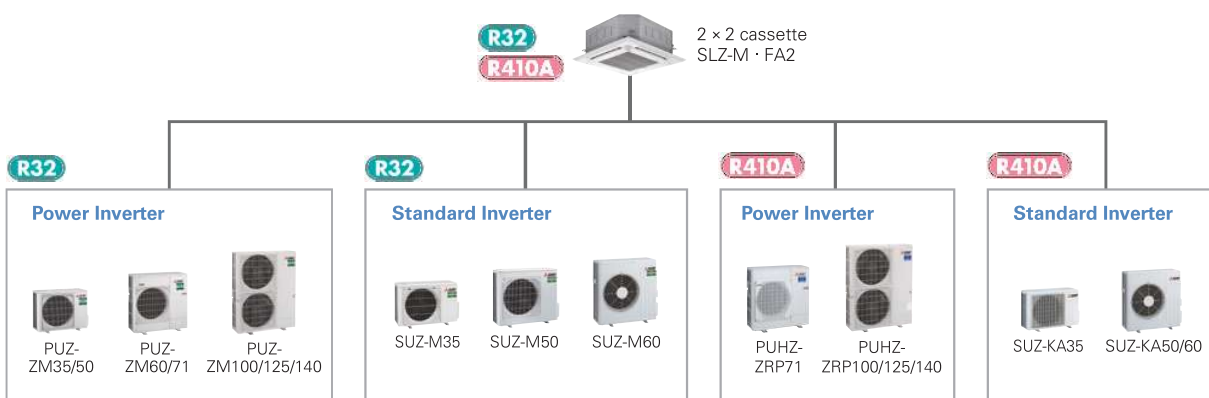 R32
R410A
2 × 2 cassette
SLZ-M · FA2
R32
R32
R410A
R410A
Power Inverter
PUZ-
ZM35/50
PUZ-
ZM60/71
PUZ-
ZM100/125/140
Standard Inverter
SUZ-M35
SUZ-M50
SUZ-M60
Power Inverter
PUHZ-
ZRP71
PUHZ-
ZRP100/125/140
Standard Inverter
SUZ-KA35
SUZ-KA50/60